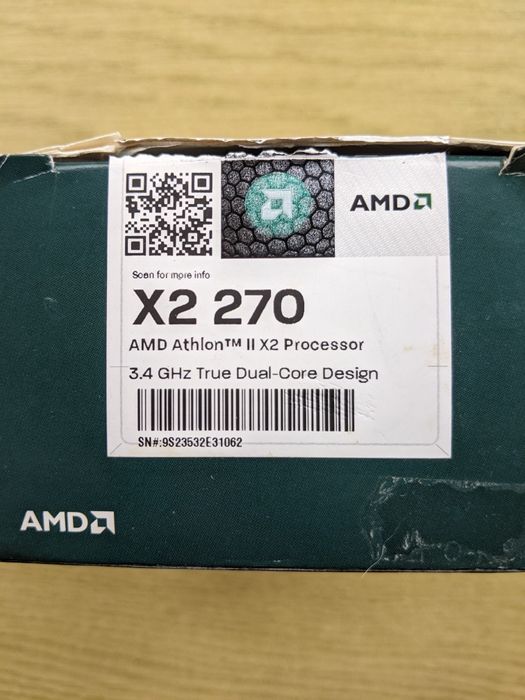 AMD
Scan for more info
X2 270
AMD Athlon™ II X2 Processor
3.4 GHz True Dual-Core Design
SN#:9S23532E31062
AMD